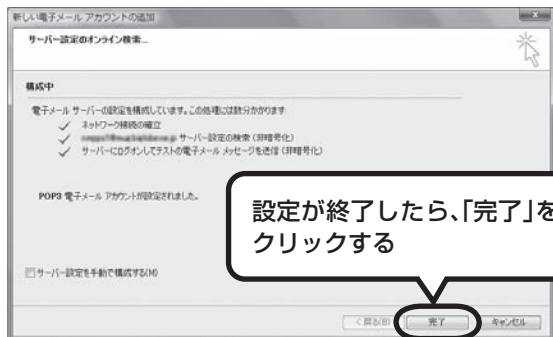 新しい電子メール アカウントの追加
サーバー設定のオンライン検索...
構成中
電子メール サーバーの設定を構成しています。この処理には数分かかります
ネットワーク接続の確立
サーバー設定の検索 (非暗号化)
サーバーにログオンしてテストの電子メール メッセージを送信 (非暗号化)
POP3 電子メール アカウントが設定されました。
設定が終了したら、「完了」を
クリックする
サーバー設定を手動で構成する(M)
< 戻る(B)
完了
キャンセル